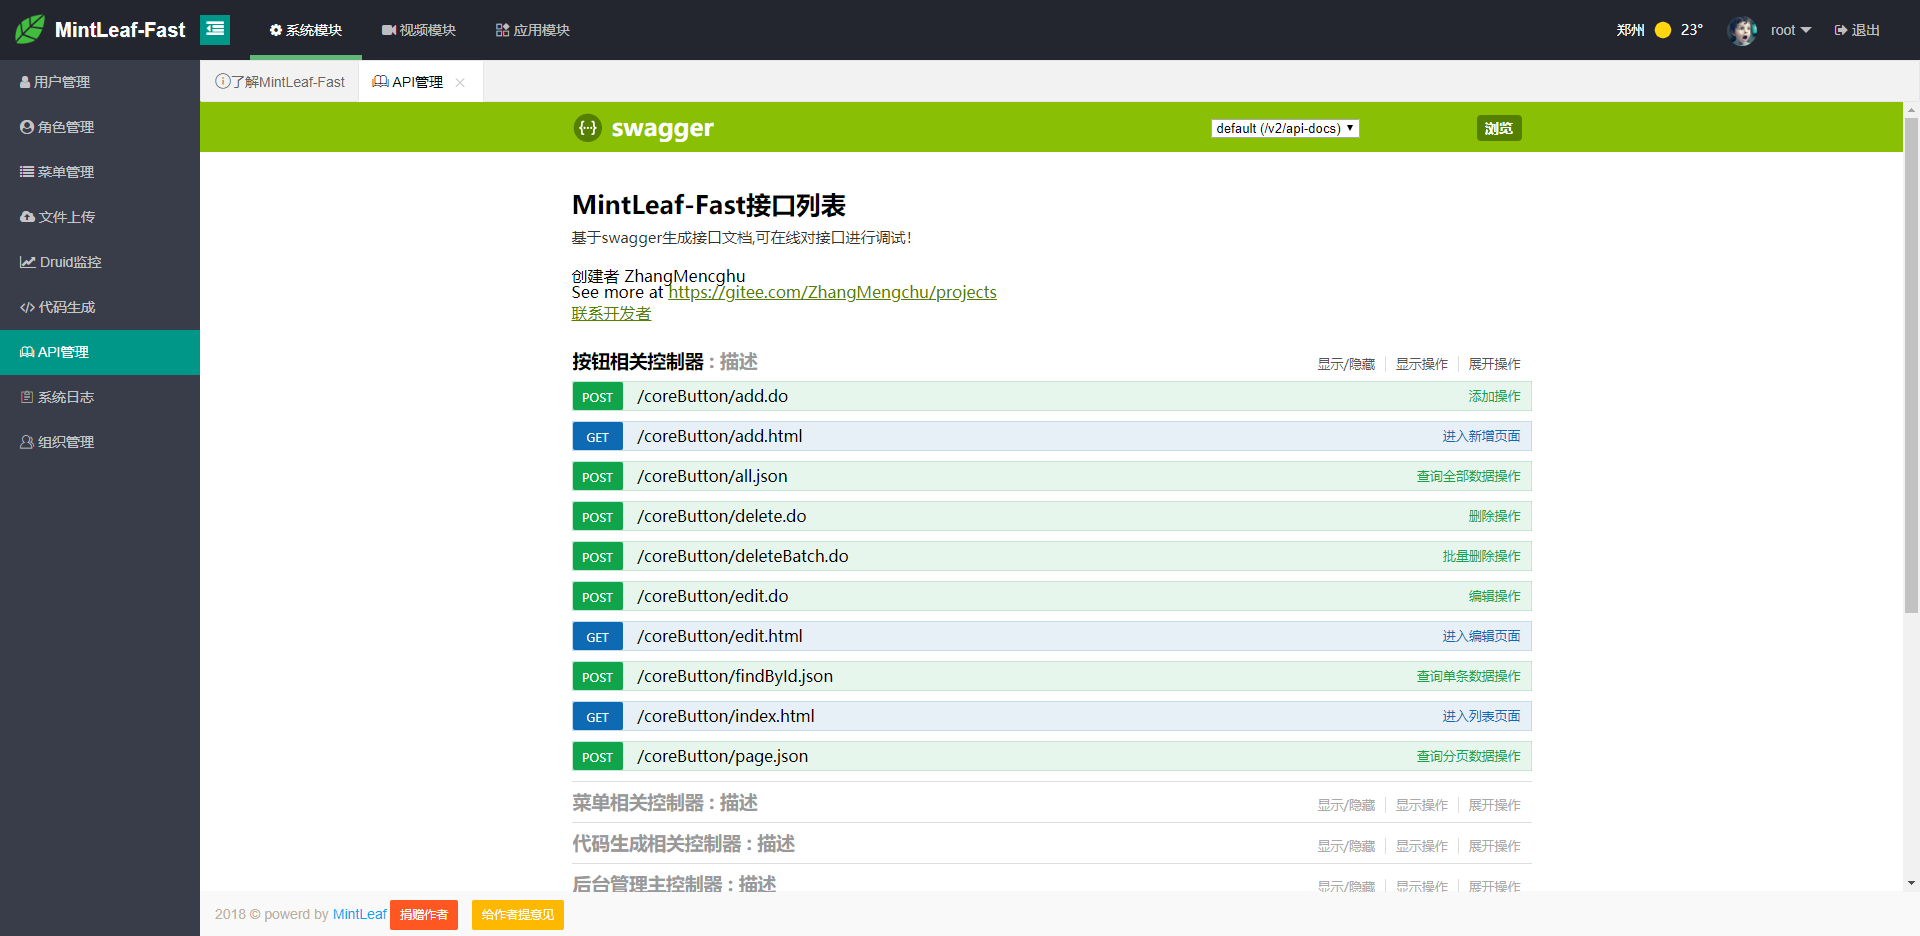 MintLeaf-Fast 系统模块 视频模块 应用模块 郑州 23° root 退出
用户管理
角色管理
菜单管理
文件上传
Druid监控
代码生成
API管理
系统日志
组织管理
了解MintLeaf-Fast API管理
{···} swagger default (/v2/api-docs) 浏览
MintLeaf-Fast接口列表
基于swagger生成接口文档,可在线对接口进行调试!
创建者 ZhangMencghu
See more at https://gitee.com/ZhangMengchu/projects
联系开发者
按钮相关控制器 : 描述 显示/隐藏 显示操作 展开操作
POST /coreButton/add.do 添加操作
GET /coreButton/add.html 进入新增页面
POST /coreButton/all.json 查询全部数据操作
POST /coreButton/delete.do 删除操作
POST /coreButton/deleteBatch.do 批量删除操作
POST /coreButton/edit.do 编辑操作
GET /coreButton/edit.html 进入编辑页面
POST /coreButton/findById.json 查询单条数据操作
GET /coreButton/index.html 进入列表页面
POST /coreButton/page.json 查询分页数据操作
菜单相关控制器 : 描述 显示/隐藏 显示操作 展开操作
代码生成相关控制器 : 描述 显示/隐藏 显示操作 展开操作
后台管理主控制器 : 描述 显示/隐藏 显示操作 展开操作
2018 © powerd by MintLeaf 捐赠作者 给作者提意见